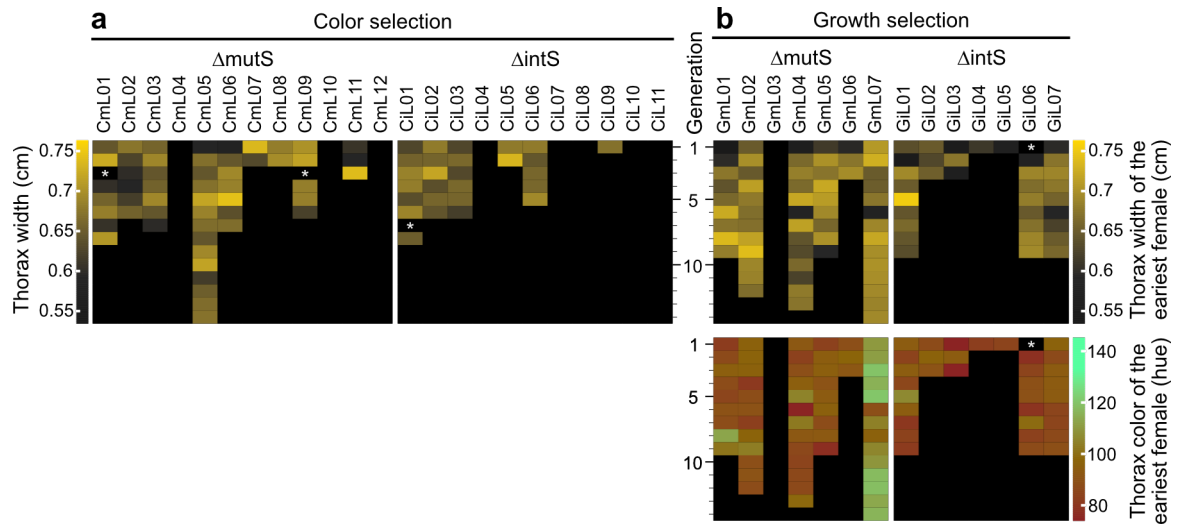 a
Color selection
b
Growth selection
ΔmutS
ΔintS
Generation
ΔmutS
ΔintS
CmL01
CmL02
CmL03
CmL04
CmL05
CmL06
CmL07
CmL08
CmL09
CmL10
CmL11
CmL12
CiL01
CiL02
CiL03
CiL04
CiL05
CiL06
CiL07
CiL08
CiL09
CiL10
CiL11
GmL01
GmL02
GmL03
GmL04
GmL05
GmL06
GmL07
GiL01
GiL02
GiL03
GiL04
GiL05
GiL06
GiL07
Thorax width (cm)
0.75
0.7
0.65
0.6
0.55
*
*
*
1
5
10
*
0.75
0.70
0.65
0.60
0.55
Thorax width of the
eariest female (cm)
1
5
10
*
140
120
100
80
Thorax color of the
eariest female (hue)